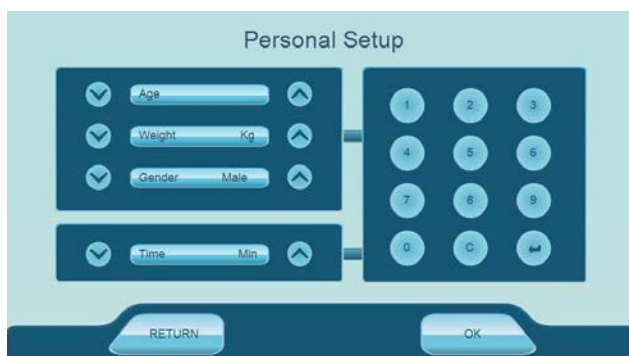 Personal Setup
Age
Weight Kg
Gender Male
Time Min
1 2 3
4 5 6
7 8 9
0 C
RETURN OK